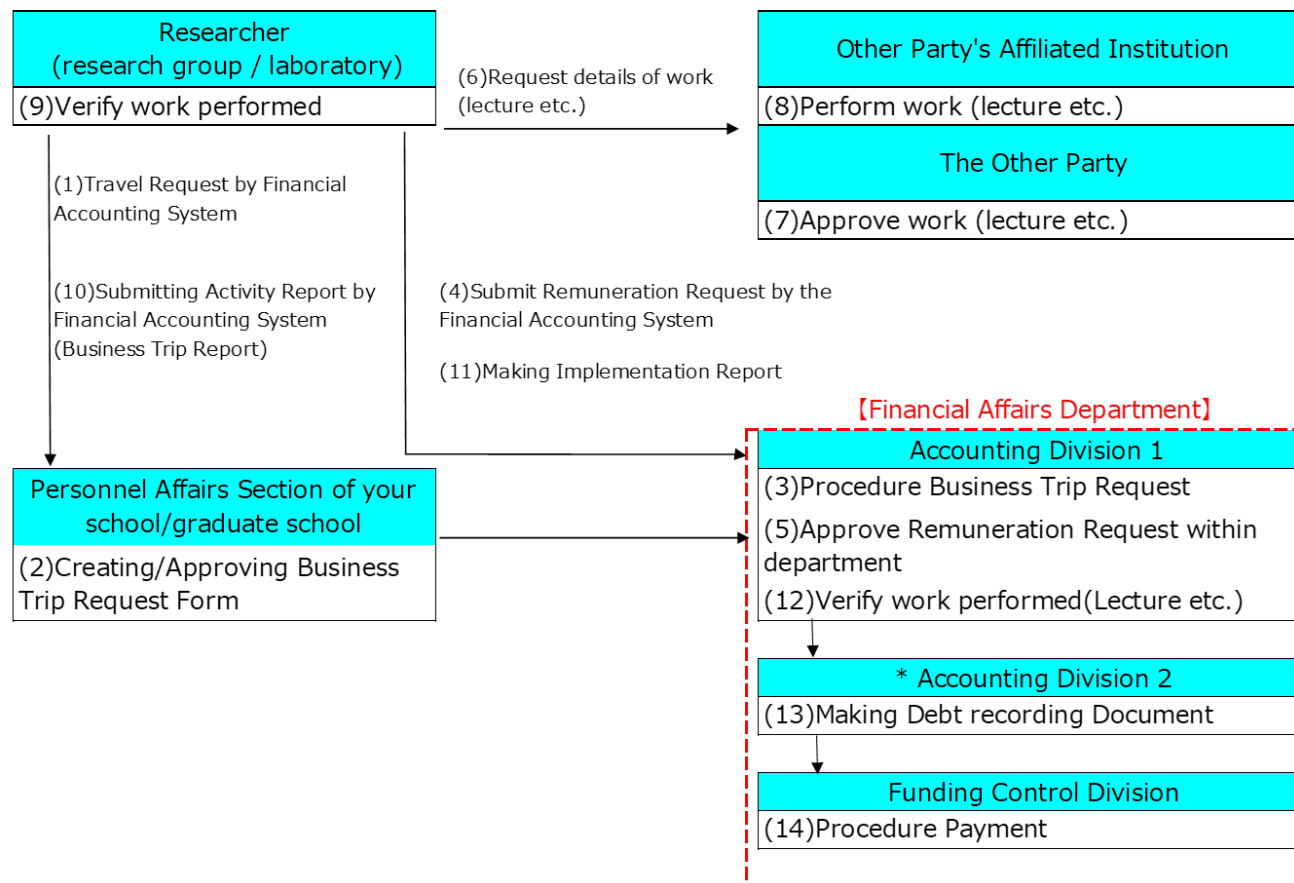 Researcher
(research group / laboratory)
(9)Verify work performed
(6)Request details of work
(lecture etc.)
Other Party's Affiliated Institution
(8)Perform work (lecture etc.)
The Other Party
(7)Approve work (lecture etc.)
(1)Travel Request by Financial
Accounting System
(10)Submitting Activity Report by
Financial Accounting System
(Business Trip Report)
(4)Submit Remuneration Request by the
Financial Accounting System
(11)Making Implementation Report
【Financial Affairs Department】
Personnel Affairs Section of your
school/graduate school
(2)Creating/Approving Business
Trip Request Form
Accounting Division 1
(3)Procedure Business Trip Request
(5)Approve Remuneration Request within
department
(12)Verify work performed(Lecture etc.)
* Accounting Division 2
(13)Making Debt recording Document
Funding Control Division
(14)Procedure Payment